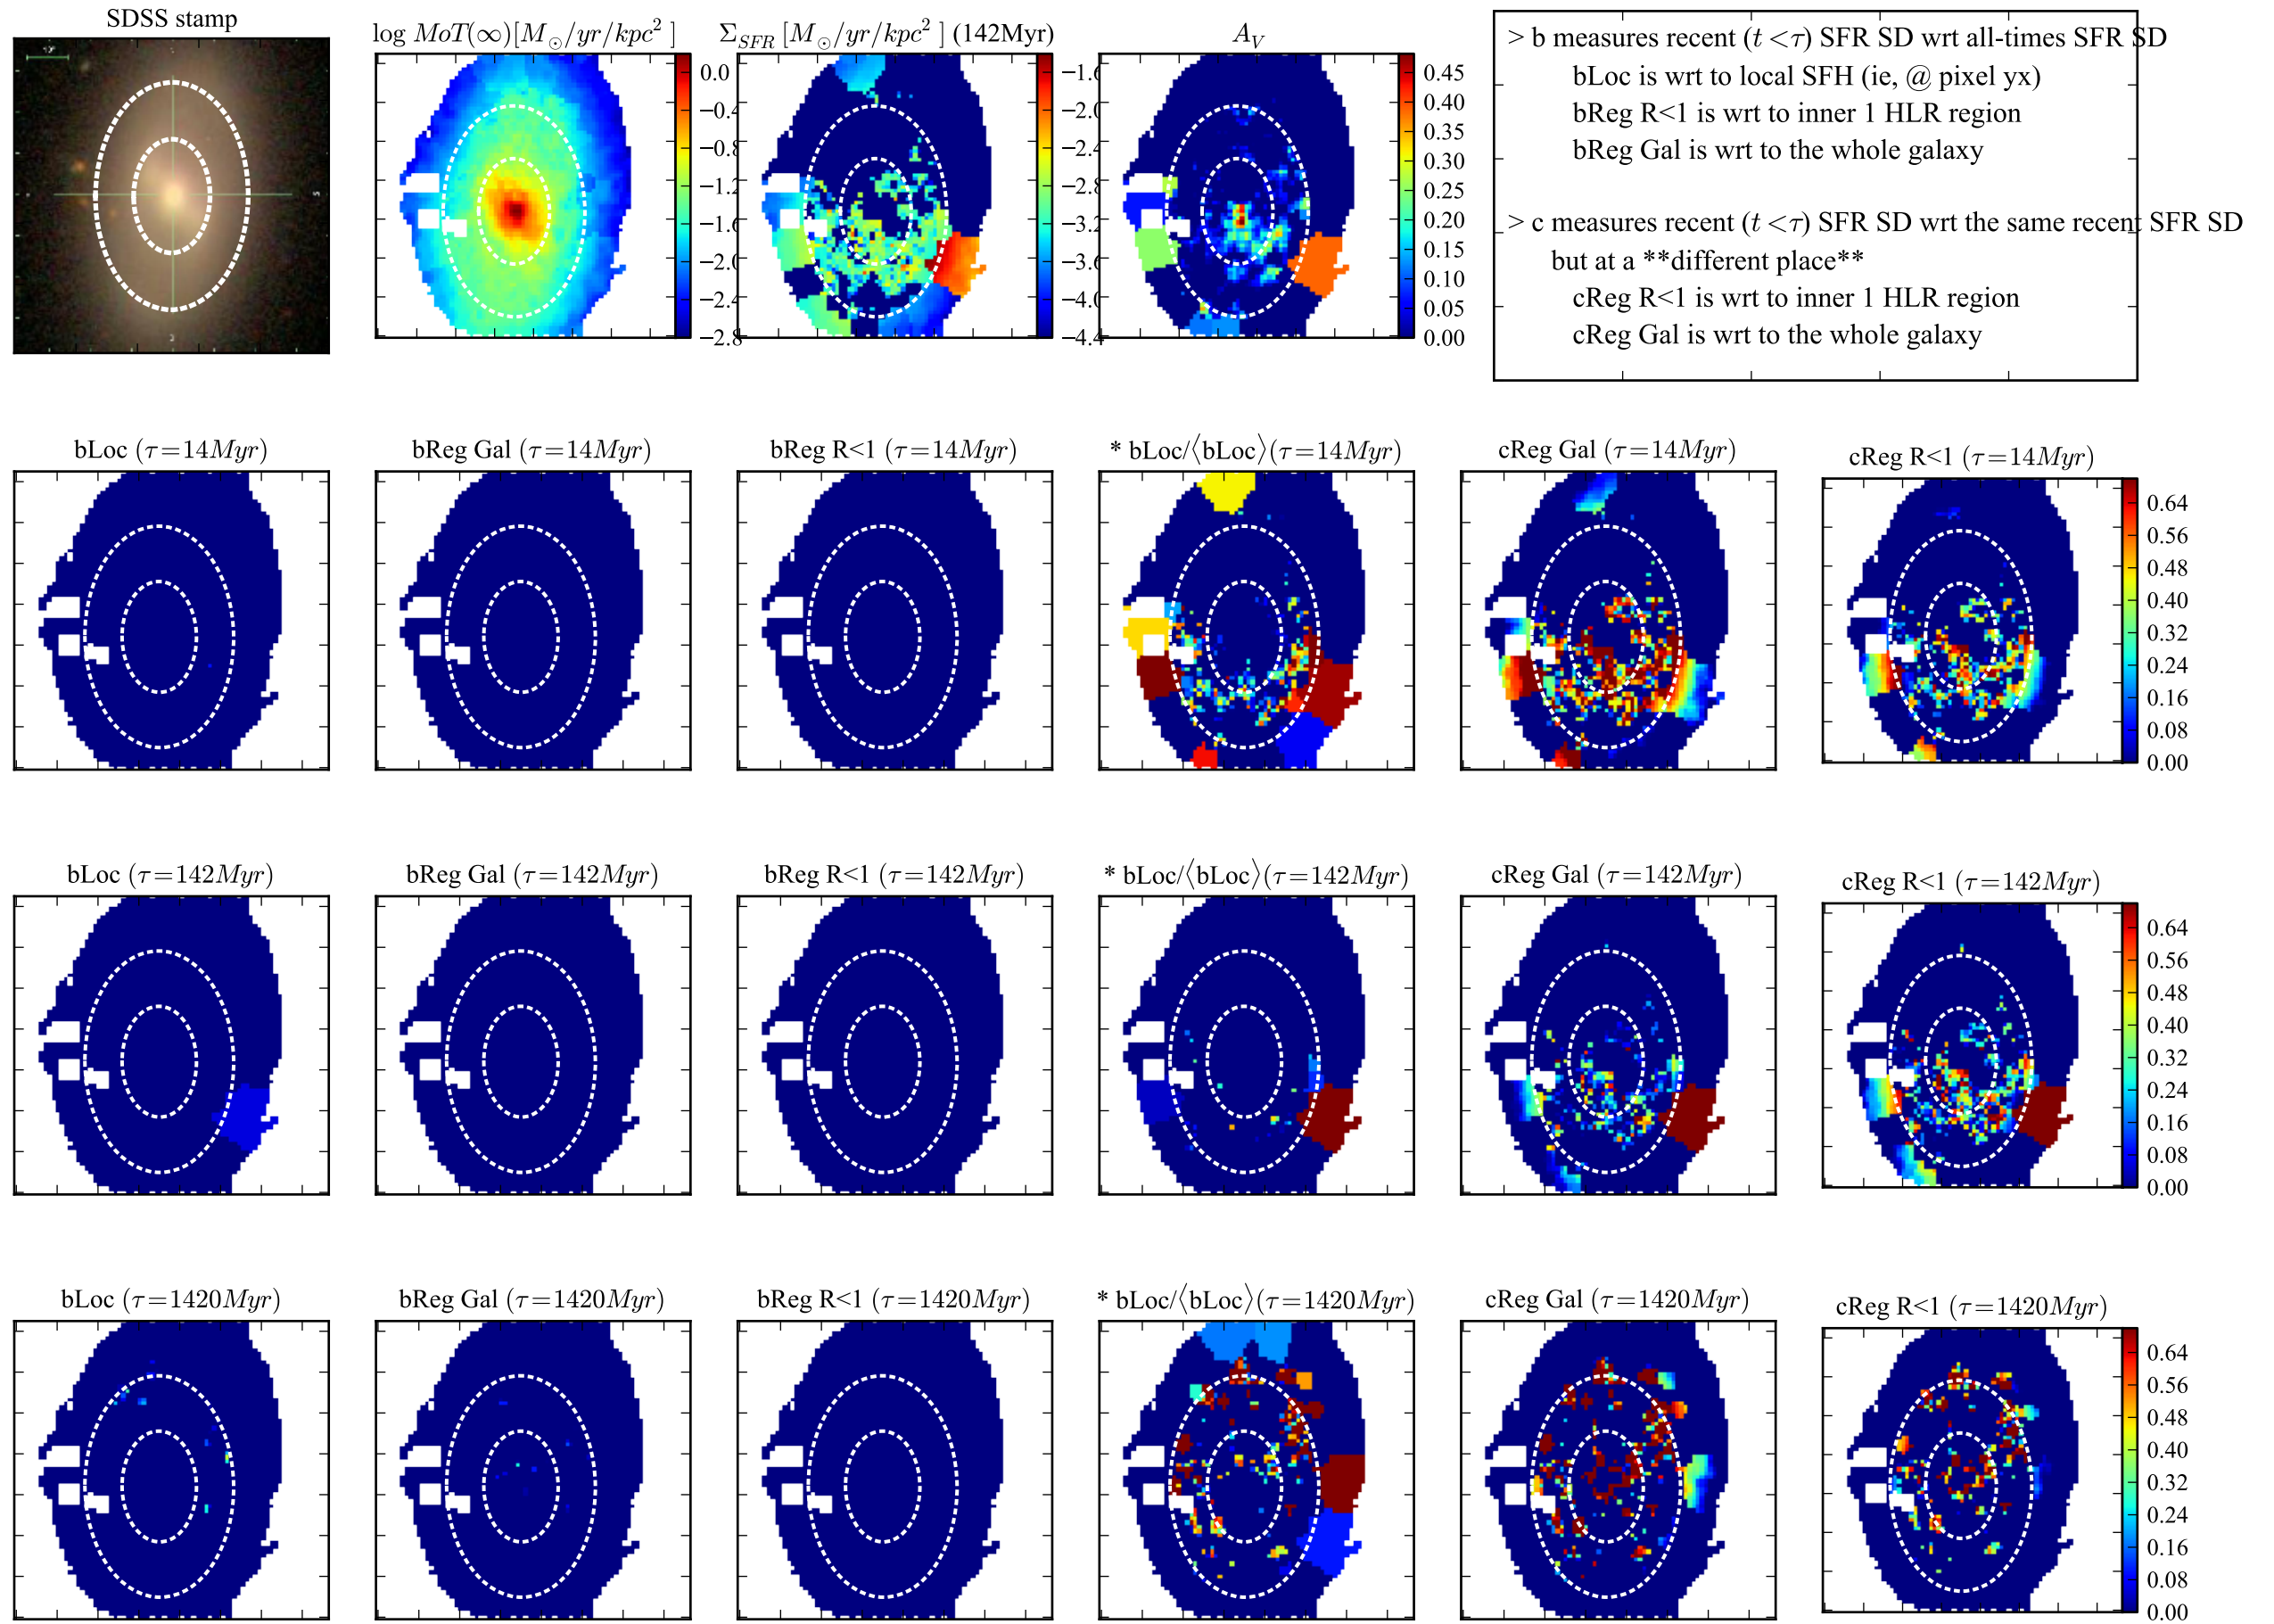 SDSS stamp
log MoT(∞)[M⊙/yr/kpc² ]
Σ_SFR [M⊙/yr/kpc² ] (142Myr)
A_V
0.0
−0.4
−0.8
−1.2
−1.6
−2.0
−2.4
−2.8
−1.6
−2.0
−2.4
−2.8
−3.2
−3.6
−4.0
−4.4
0.45
0.40
0.35
0.30
0.25
0.20
0.15
0.10
0.05
0.00
> b measures recent (t <τ) SFR SD wrt all-times SFR SD
bLoc is wrt to local SFH (ie, @ pixel yx)
bReg R<1 is wrt to inner 1 HLR region
bReg Gal is wrt to the whole galaxy
> c measures recent (t <τ) SFR SD wrt the same recent SFR SD
but at a **different place**
cReg R<1 is wrt to inner 1 HLR region
cReg Gal is wrt to the whole galaxy
bLoc (τ=14Myr)
bReg Gal (τ=14Myr)
bReg R<1 (τ=14Myr)
* bLoc/⟨bLoc⟩(τ=14Myr)
cReg Gal (τ=14Myr)
cReg R<1 (τ=14Myr)
0.64
0.56
0.48
0.40
0.32
0.24
0.16
0.08
0.00
bLoc (τ=142Myr)
bReg Gal (τ=142Myr)
bReg R<1 (τ=142Myr)
* bLoc/⟨bLoc⟩(τ=142Myr)
cReg Gal (τ=142Myr)
cReg R<1 (τ=142Myr)
0.64
0.56
0.48
0.40
0.32
0.24
0.16
0.08
0.00
bLoc (τ=1420Myr)
bReg Gal (τ=1420Myr)
bReg R<1 (τ=1420Myr)
* bLoc/⟨bLoc⟩(τ=1420Myr)
cReg Gal (τ=1420Myr)
cReg R<1 (τ=1420Myr)
0.64
0.56
0.48
0.40
0.32
0.24
0.16
0.08
0.00